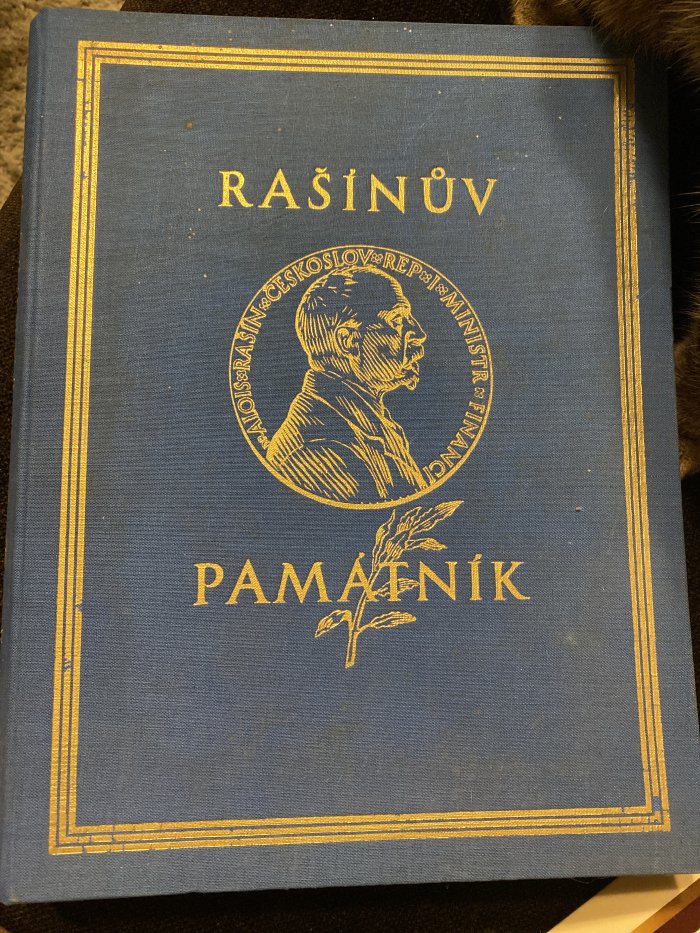 RAŠÍNŮV
ALOIS RAŠÍN ČESKOSLOV REP I MINISTR FINANCÍ
PAMÁTNÍK